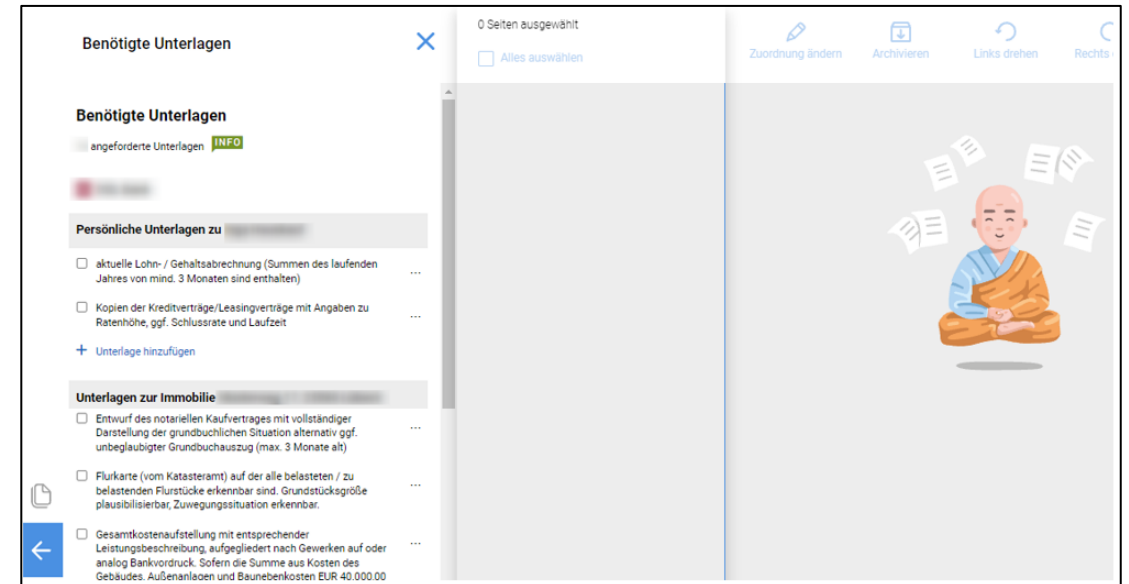 Benötigte Unterlagen
0 Seiten ausgewählt
Alles auswählen
Zuordnung ändern
Archivieren
Links drehen
Rechts
Benötigte Unterlagen
angeforderte Unterlagen INFO
Persönliche Unterlagen zu
aktuelle Lohn- / Gehaltsabrechnung (Summen des laufenden
Jahres von mind. 3 Monaten sind enthalten)
...
Kopien der Kreditverträge/Leasingverträge mit Angaben zu
Ratenhöhe, ggf. Schlussrate und Laufzeit
...
+ Unterlage hinzufügen
Unterlagen zur Immobilie
Entwurf des notariellen Kaufvertrages mit vollständiger
Darstellung der grundbuchlichen Situation alternativ ggf.
unbeglaubigter Grundbuchauszug (max. 3 Monate alt)
...
Flurkarte (vom Katasteramt) auf der alle belasteten / zu
belastenden Flurstücke erkennbar sind. Grundstücksgröße
plausibilisierbar, Zuwegungssituation erkennbar.
...
Gesamtkostenaufstellung mit entsprechender
Leistungsbeschreibung, aufgegliedert nach Gewerken auf oder
analog Bankvordruck. Sofern die Summe aus Kosten des
Gebäudes, Außenanlagen und Baunebenkosten EUR 40.000,00
...